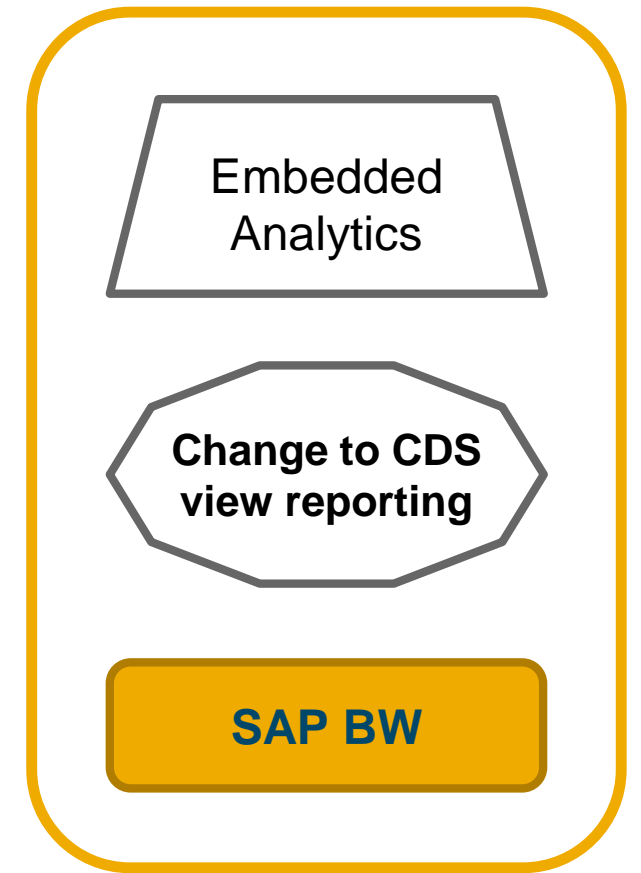 Embedded
Analytics
Change to CDS
view reporting
SAP BW